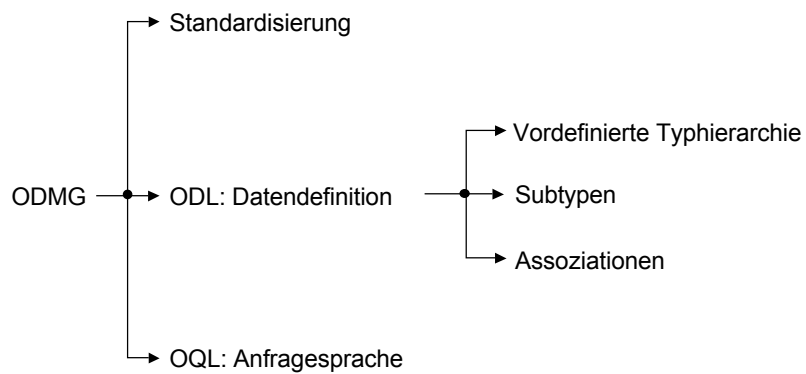 Standardisierung
Vordefinierte Typhierarchie
ODMG
ODL: Datendefinition
Subtypen
Assoziationen
OQL: Anfragesprache